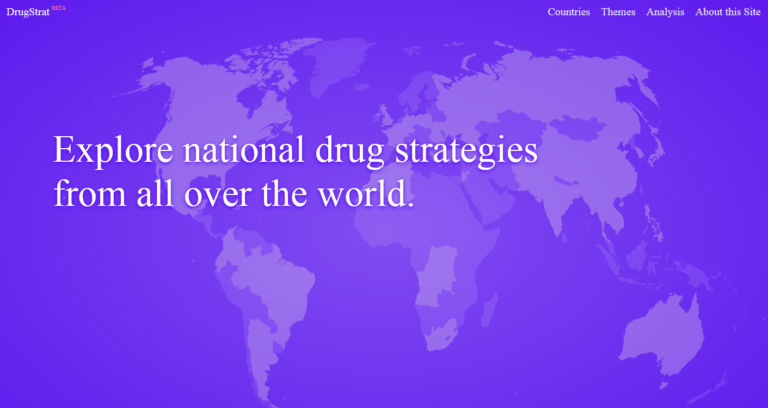 DrugStrat BETA
Countries Themes Analysis About this Site
Explore national drug strategies
from all over the world.